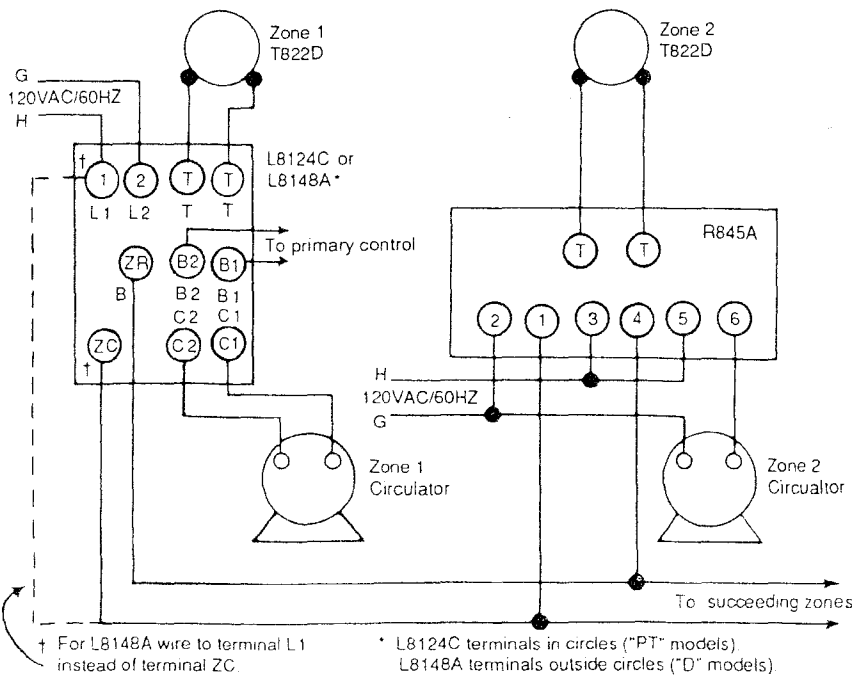 Zone 1
T822D
Zone 2
T822D
G
120VAC/60HZ
H
L8124C or
L8148A*
†
1
2
T
T
L1
L2
T
T
R845A
T
T
To primary control
ZR
B2
B1
B
B2
B1
C2
C1
ZC
C2
C1
†
2
1
3
4
5
6
H
120VAC/60HZ
G
Zone 1
Circulator
Zone 2
Circualtor
To succeeding zones
† For L8148A wire to terminal L1
instead of terminal ZC.
* L8124C terminals in circles ("PT" models).
L8148A terminals outside circles ("D" models).